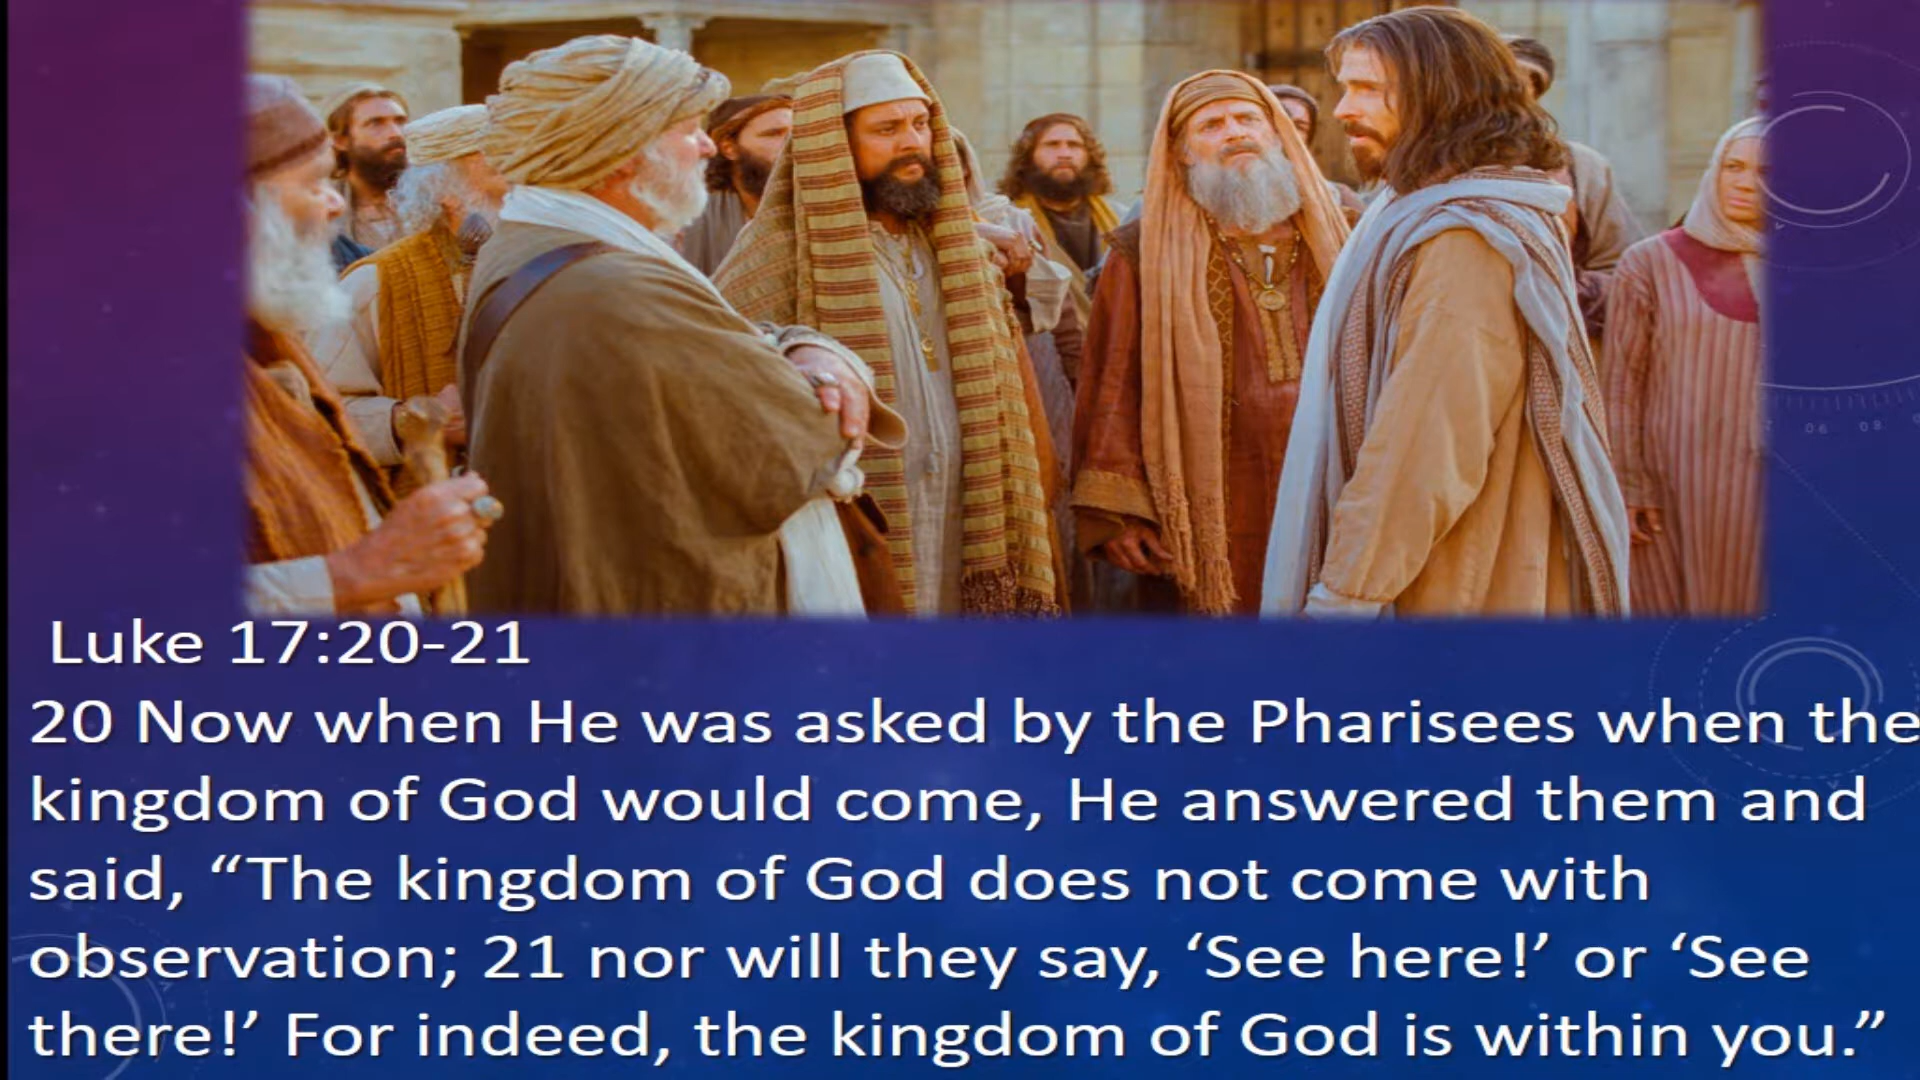 Luke 17:20-21
20 Now when He was asked by the Pharisees when the
kingdom of God would come, He answered them and
said, “The kingdom of God does not come with
observation; 21 nor will they say, ‘See here!’ or ‘See
there!’ For indeed, the kingdom of God is within you.”
06 08